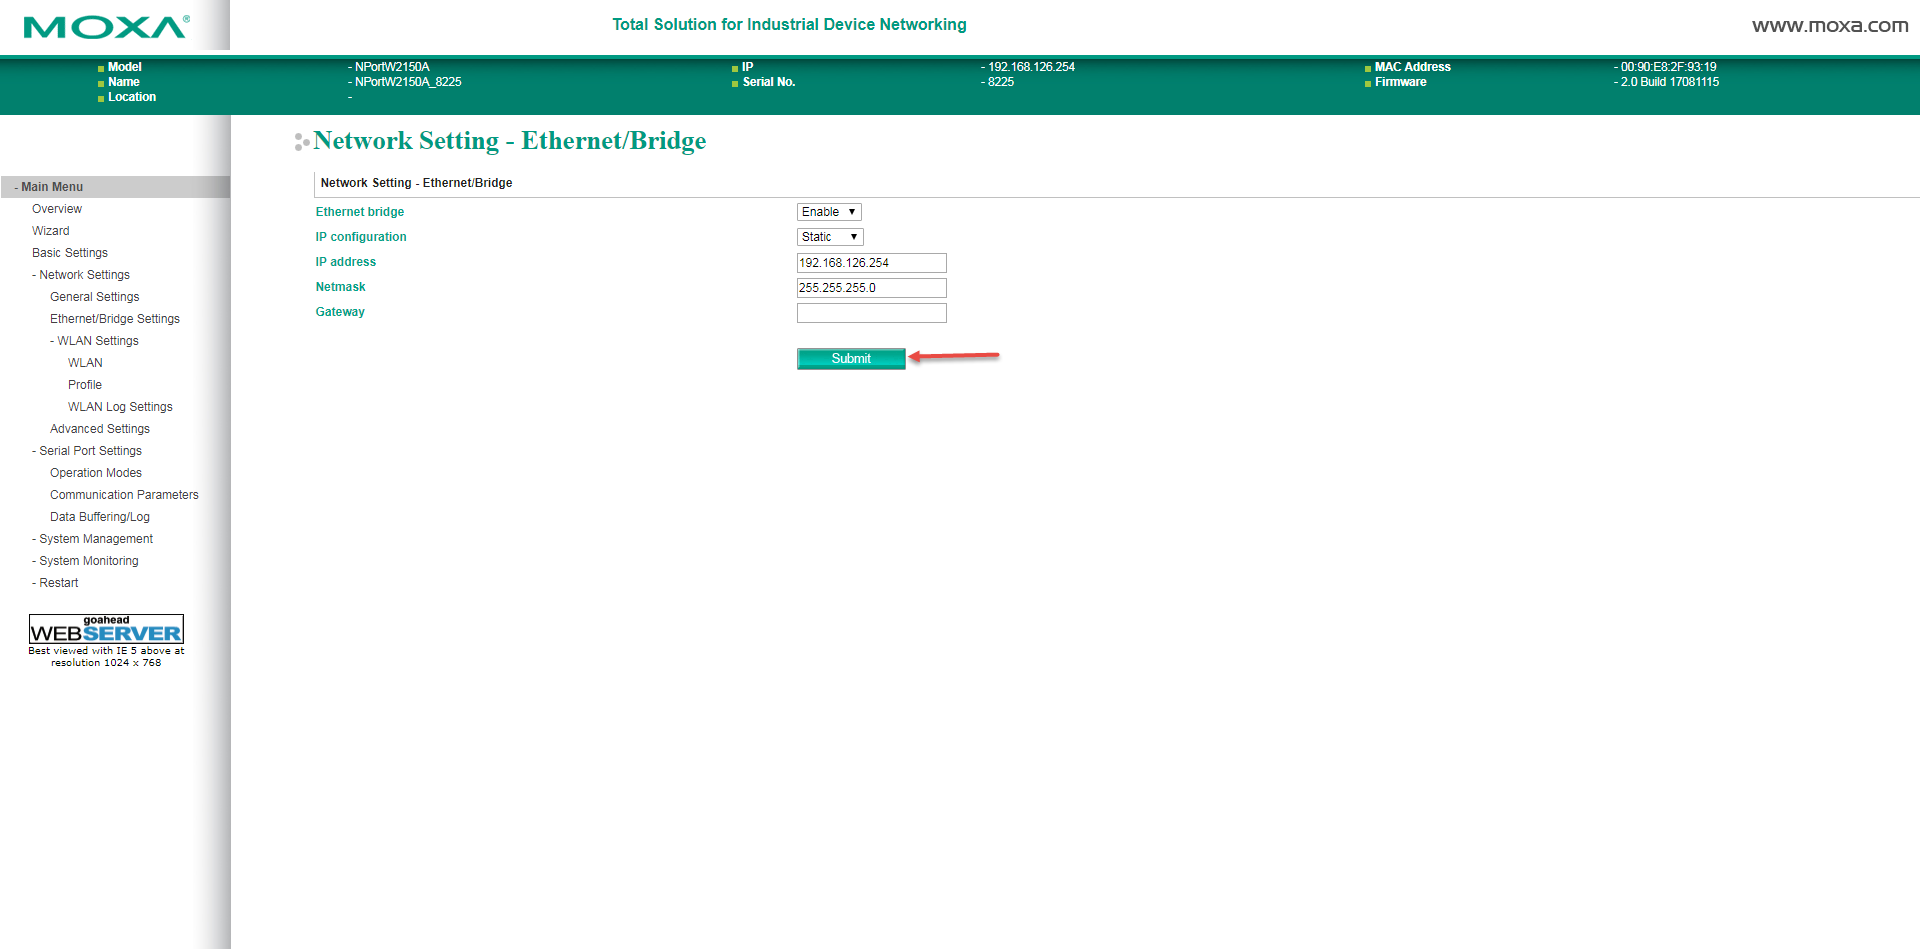 MOXA®
Total Solution for Industrial Device Networking
www.moxa.com
Model - NPortW2150A
Name - NPortW2150A_8225
Location -
IP - 192.168.126.254
Serial No. - 8225
MAC Address - 00:90:E8:2F:93:19
Firmware - 2.0 Build 17081115
- Main Menu
Overview
Wizard
Basic Settings
- Network Settings
General Settings
Ethernet/Bridge Settings
- WLAN Settings
WLAN
Profile
WLAN Log Settings
Advanced Settings
- Serial Port Settings
Operation Modes
Communication Parameters
Data Buffering/Log
- System Management
- System Monitoring
- Restart
goahead
WEBSERVER
Best viewed with IE 5 above at
resolution 1024 x 768
Network Setting - Ethernet/Bridge
Network Setting - Ethernet/Bridge
Ethernet bridge Enable
IP configuration Static
IP address 192.168.126.254
Netmask 255.255.255.0
Gateway
Submit